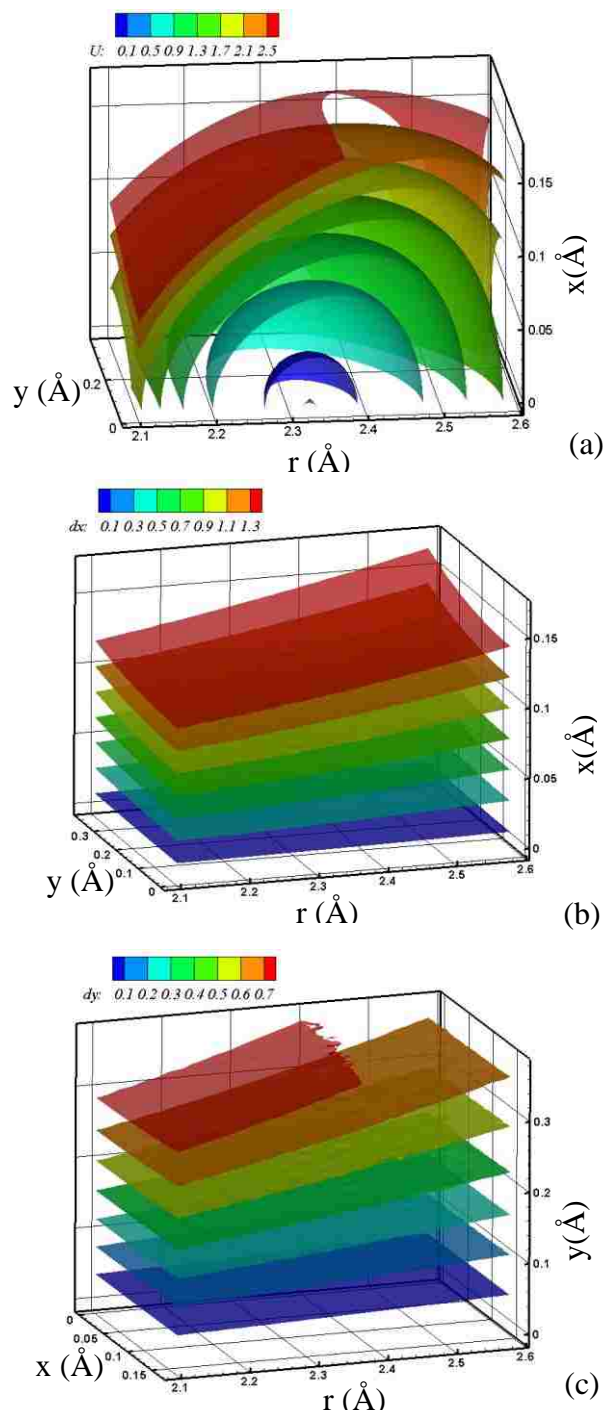 U: 0.1 0.5 0.9 1.3 1.7 2.1 2.5
0.15
0.1
0.05
0
x(Å)
0.2
0
y (Å)
2.1 2.2 2.3 2.4 2.5 2.6
r (Å)
(a)
dx: 0.1 0.3 0.5 0.7 0.9 1.1 1.3
0.15
0.1
0.05
0
x(Å)
0.3
0.2
0.1
0
y (Å)
2.1 2.2 2.3 2.4 2.5 2.6
r (Å)
(b)
dy: 0.1 0.2 0.3 0.4 0.5 0.6 0.7
0.3
0.2
0.1
0
y(Å)
0
0.05
0.1
0.15
x (Å)
2.1 2.2 2.3 2.4 2.5 2.6
r (Å)
(c)